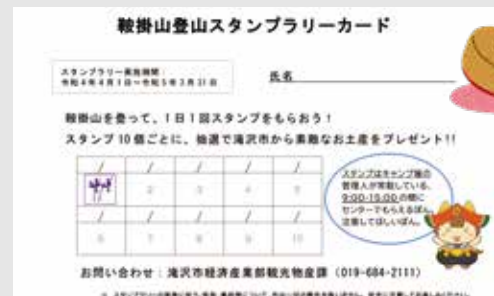 鞍掛山登山スタンプラリーカード
スタンプラリー実施期間:
令和4年4月1日~令和5年3月31日
氏名
鞍掛山を登って、1日1回スタンプをもらおう!
スタンプ10個ごとに、抽選で滝沢市から素敵なお土産をプレゼント!!
/ / / / /
2 3 4 5
/ / / / /
6 7 8 9 10
スタンプはキャンプ場の
管理人が常駐している、
9:00-15:00の間に
センターでもらえるぽん。
注意してほしいぽん。
お問い合わせ:滝沢市経済産業部観光物産課(019-684-2111)